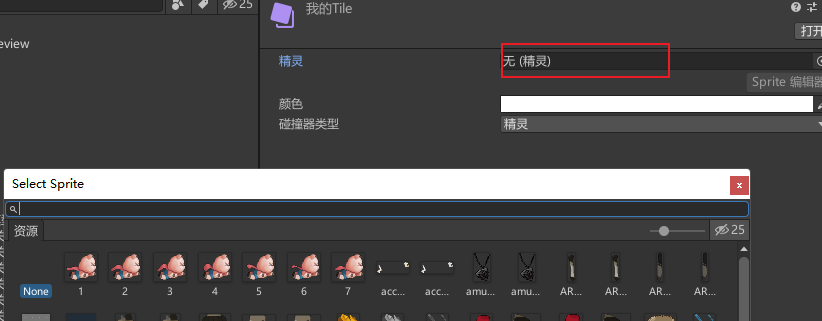 25
我的Tile
打开
eview
精灵
无 (精灵)
Sprite 编辑器
颜色
碰撞器类型
精灵
Select Sprite
x
资源
25
None
1
2
3
4
5
6
7
acc...
acc...
amu...
amu...
AR...
AR...
AR...
AR...